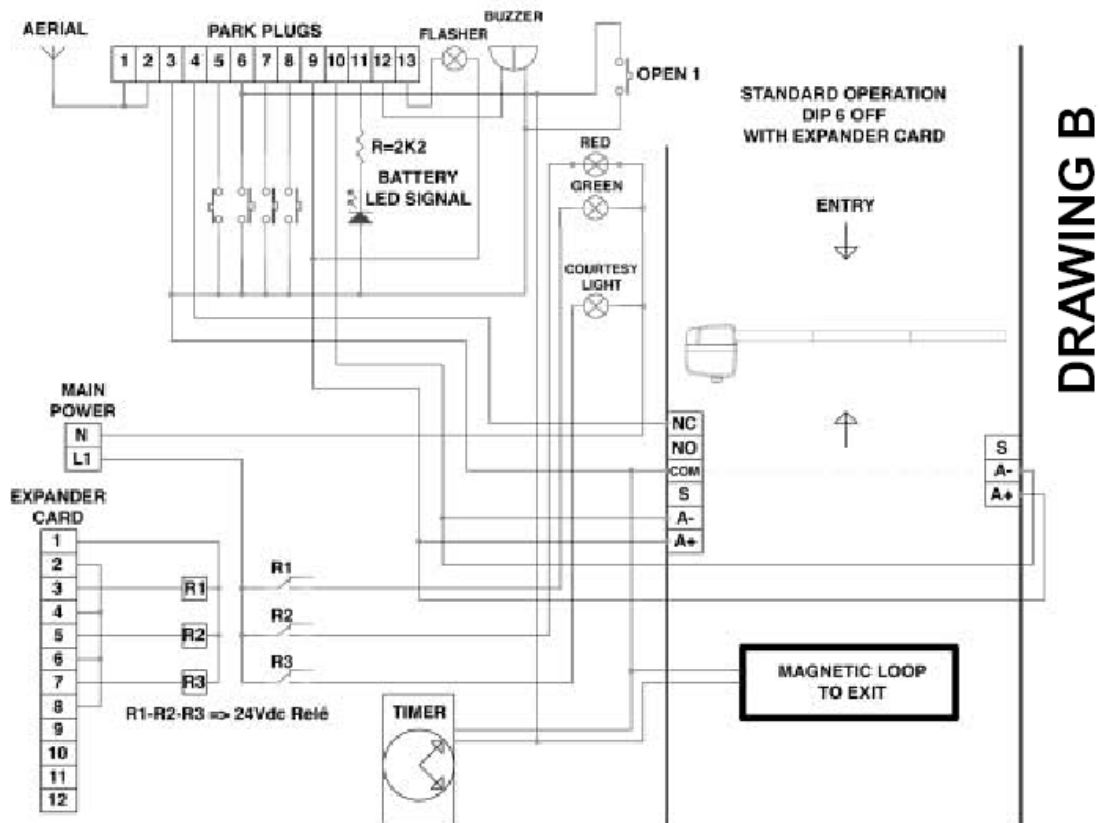 AERIAL
PARK PLUGS
FLASHER
BUZZER
1 2 3 4 5 6 7 8 9 10 11 12 13
OPEN 1
R=2K2
BATTERY
LED SIGNAL
RED
GREEN
COURTESY
LIGHT
STANDARD OPERATION
DIP 6 OFF
WITH EXPANDER CARD
ENTRY
DRAWING B
MAIN
POWER
N
L1
NC
NO
COM
S
A-
A+
S
A-
A+
EXPANDER
CARD
1
2
3
4
5
6
7
8
9
10
11
12
R1
R2
R3
R1
R2
R3
R1-R2-R3 => 24Vdc Relé
TIMER
MAGNETIC LOOP
TO EXIT